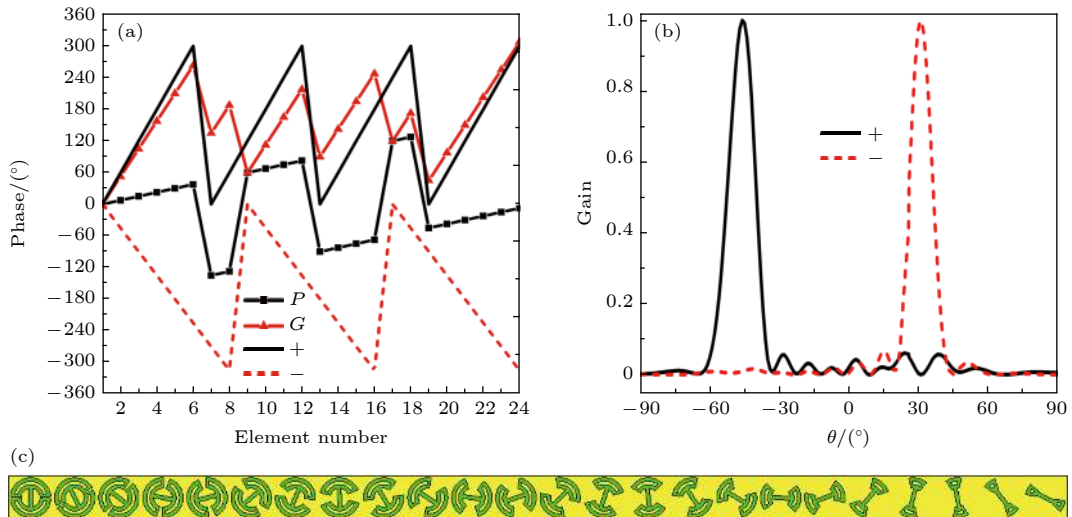 (a)
360
300
240
180
120
60
0
−60
−120
−180
−240
−300
−360
Phase/(°)
P
G
+
−
2 4 6 8 10 12 14 16 18 20 22 24
Element number
(b)
1.0
0.8
0.6
0.4
0.2
0
Gain
+
−
−90 −60 −30 0 30 60 90
θ/(°)
(c)